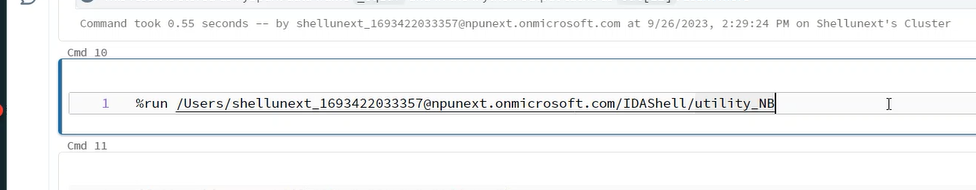 Command took 0.55 seconds -- by shellunext_1693422033357@npunext.onmicrosoft.com at 9/26/2023, 2:29:24 PM on Shellunext's Cluster
Cmd 10
1 %run /Users/shellunext_1693422033357@npunext.onmicrosoft.com/IDAShell/utility_NB
Cmd 11